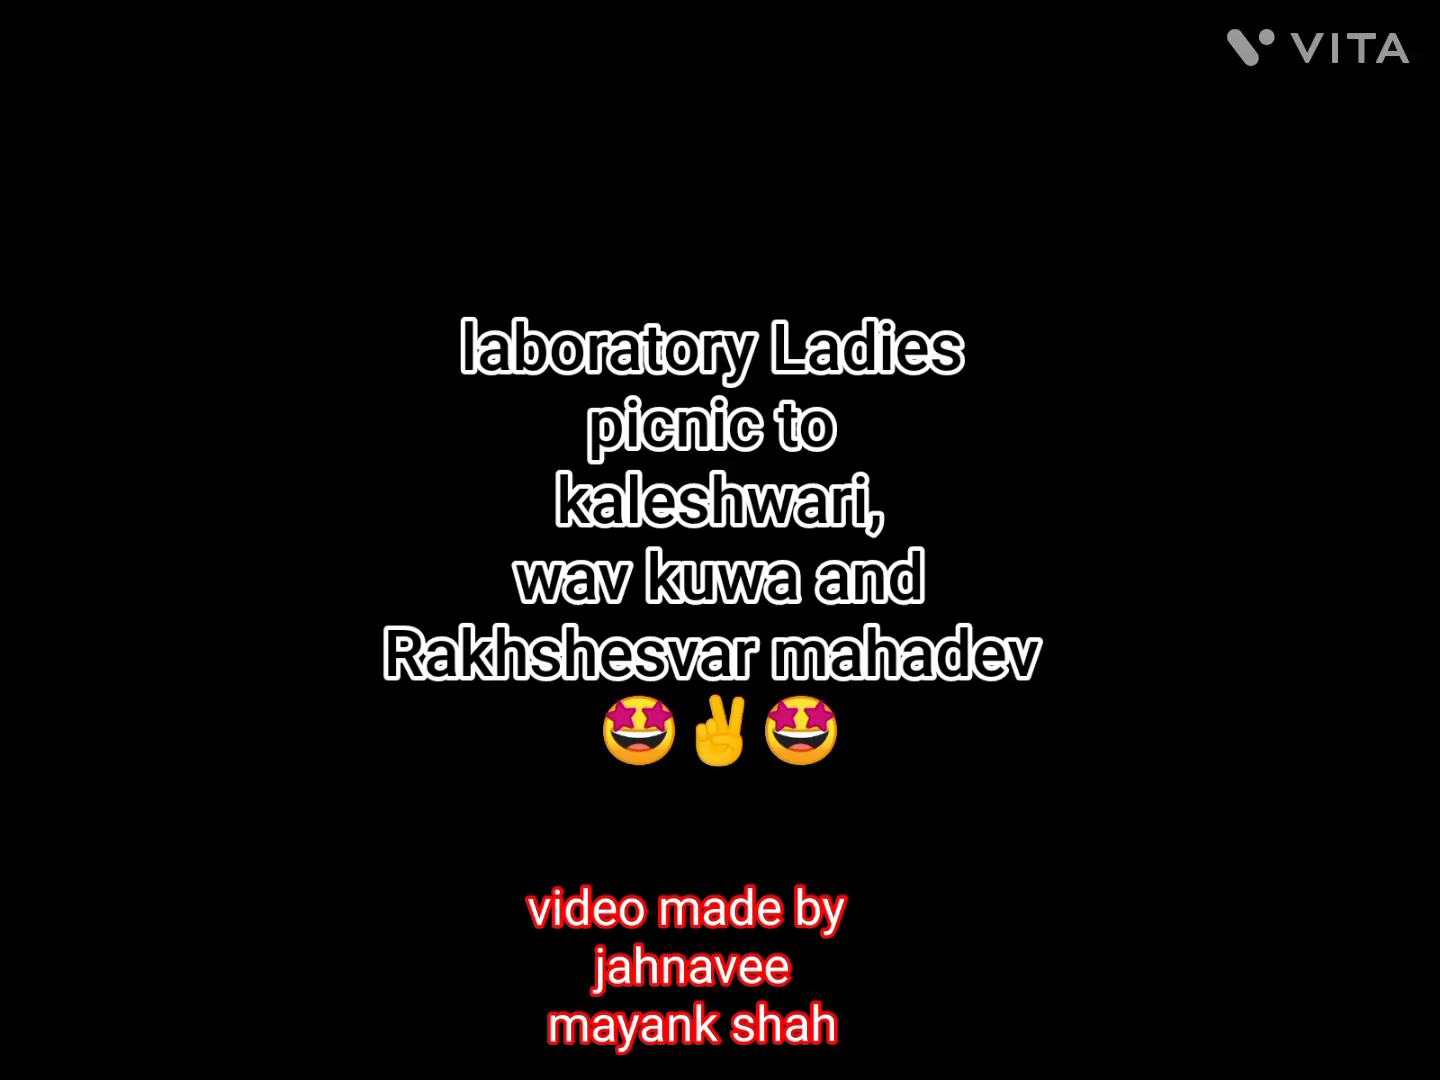 VITA
laboratory Ladies
picnic to
kaleshwari,
wav kuwa and
Rakhshesvar mahadev
🤩✌️🤩
video made by
jahnavee
mayank shah